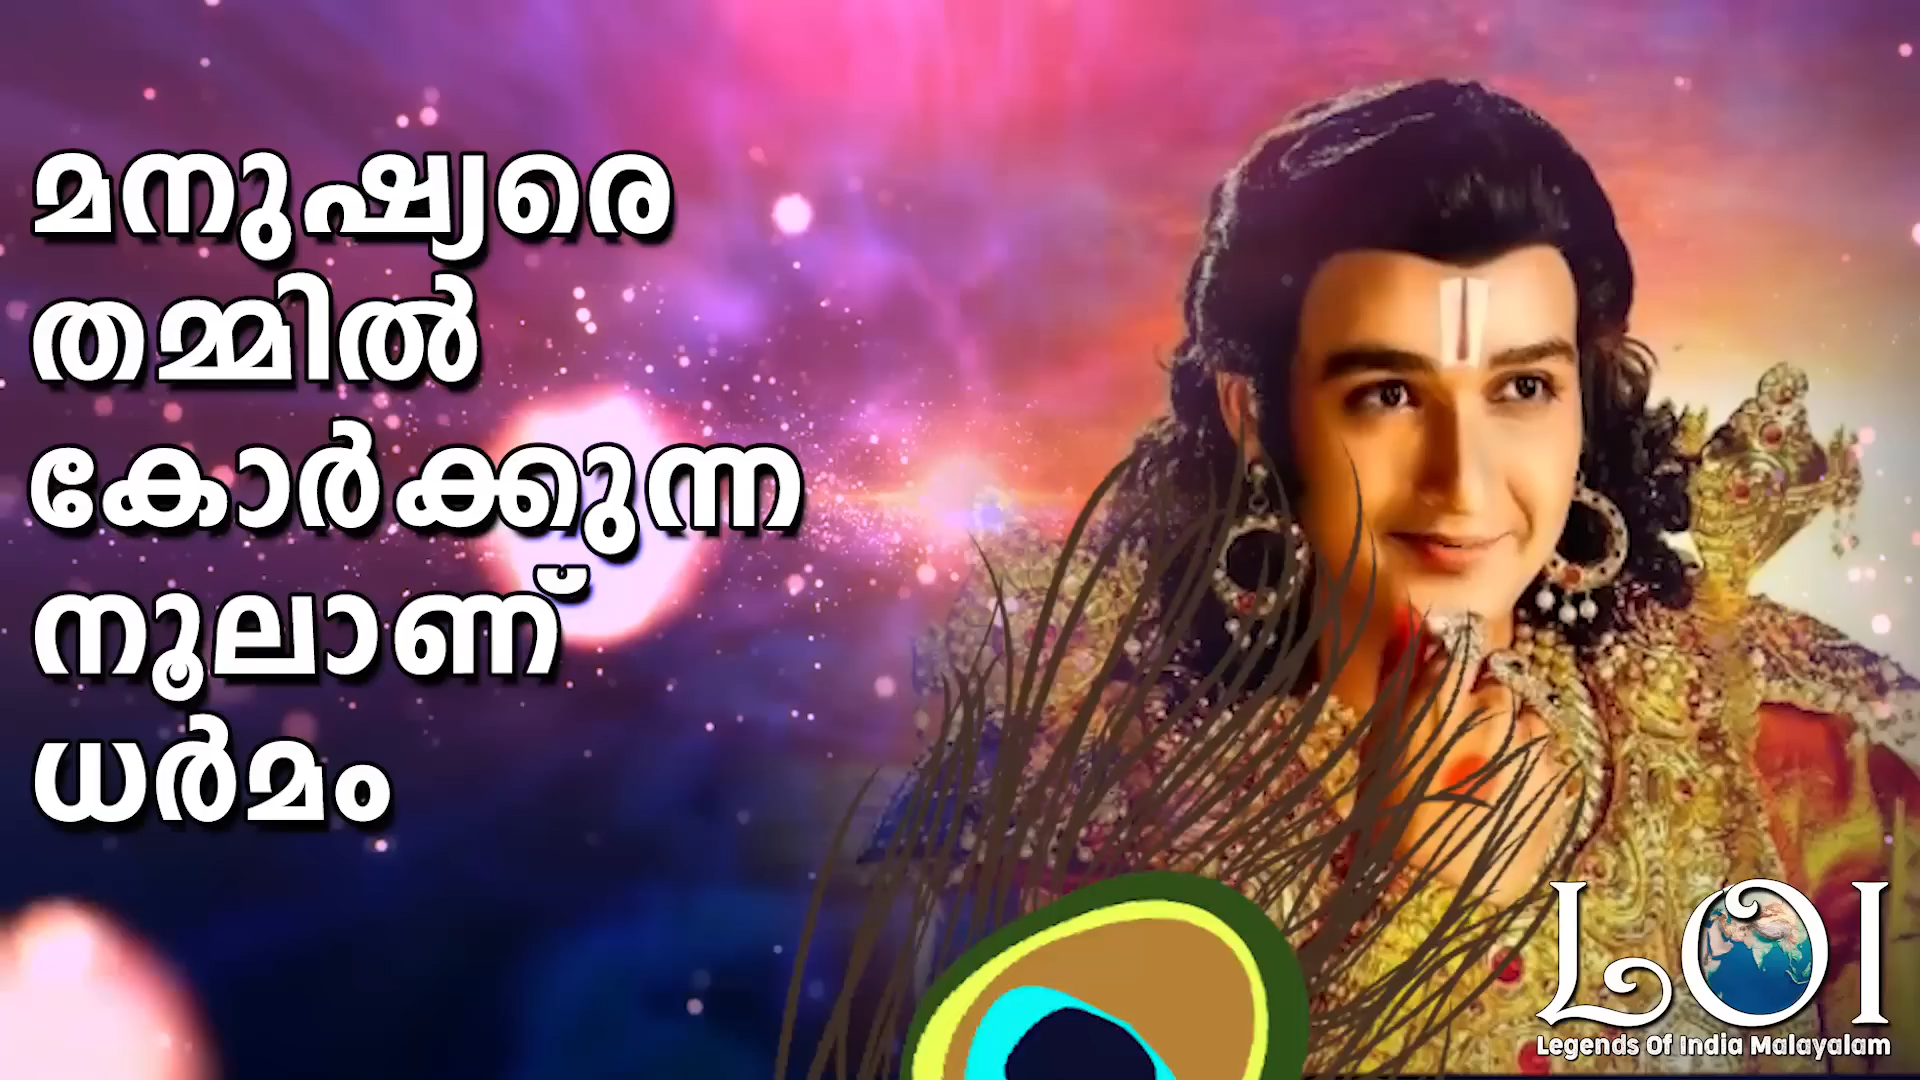 മനുഷ്യരെ
തമ്മിൽ
കോർക്കുന്ന
നൂലാണ്
ധർമം
LOI
Legends Of India Malayalam